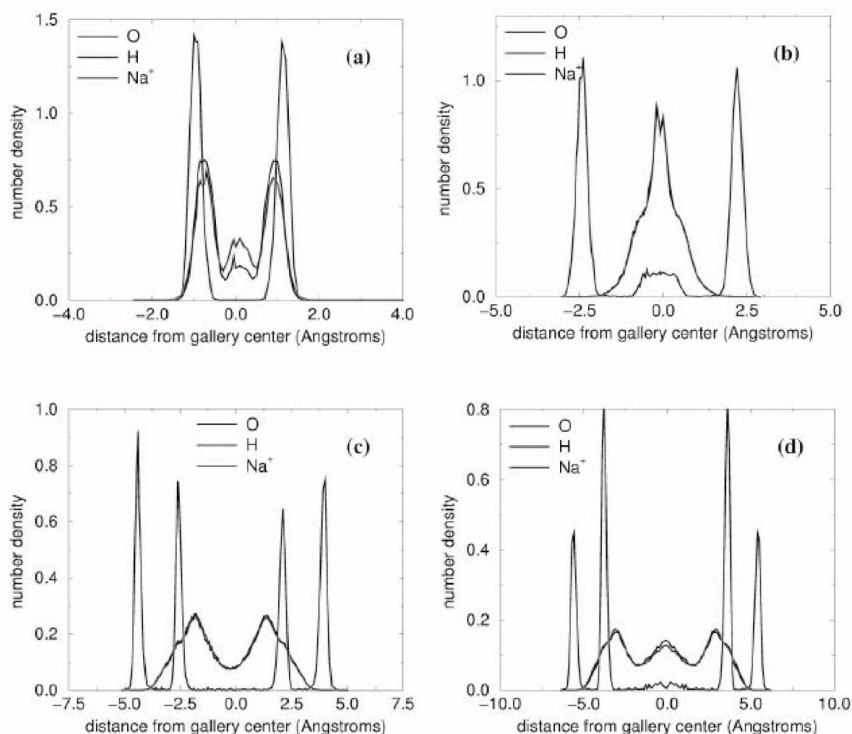 1.5
O
H
Na+
(a)
1.0
number density
0.5
0.0
−4.0 −2.0 0.0 2.0 4.0
distance from gallery center (Angstroms)
O
H
Na+
(b)
1.0
number density
0.5
0.0
−5.0 −2.5 0.0 2.5 5.0
distance from gallery center (Angstroms)
1.0
O
H
Na+
(c)
0.8
0.6
number density
0.4
0.2
0.0
−7.5 −5.0 −2.5 0.0 2.5 5.0 7.5
distance from gallery center (Angstroms)
0.8
O
H
Na+
(d)
0.6
number density
0.4
0.2
0.0
−10.0 −5.0 0.0 5.0 10.0
distance from gallery center (Angstroms)